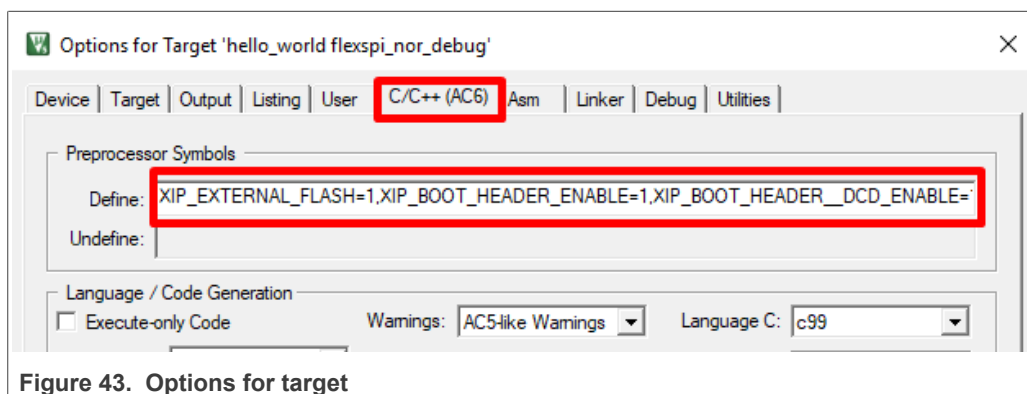 Options for Target 'hello_world flexspi_nor_debug'
Device Target Output Listing User C/C++ (AC6) Asm Linker Debug Utilities
Preprocessor Symbols
Define: XIP_EXTERNAL_FLASH=1,XIP_BOOT_HEADER_ENABLE=1,XIP_BOOT_HEADER__DCD_ENABLE=
Undefine:
Language / Code Generation
Execute-only Code Warnings: AC5-like Warnings Language C: c99
Figure 43. Options for target